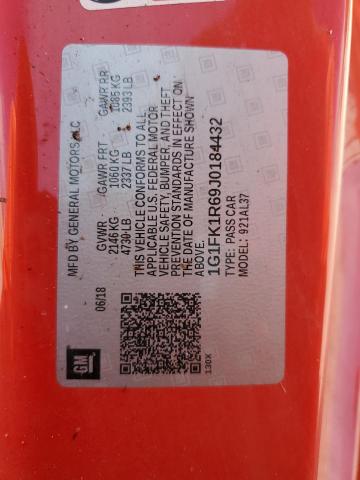 MFD BY GENERAL MOTORS LLC
06/18 GVWR GAWR FRT GAWR RR
2146 KG 1060 KG 1085 KG
4730 LB 2337 LB 2393 LB
THIS VEHICLE CONFORMS TO ALL
APPLICABLE U.S. FEDERAL MOTOR
VEHICLE SAFETY, BUMPER, AND THEFT
PREVENTION STANDARDS IN EFFECT ON
THE DATE OF MANUFACTURE SHOWN
ABOVE.
1G1FK1R69J0184432
TYPE: PASS CAR
MODEL: 921AL37
GM
130X